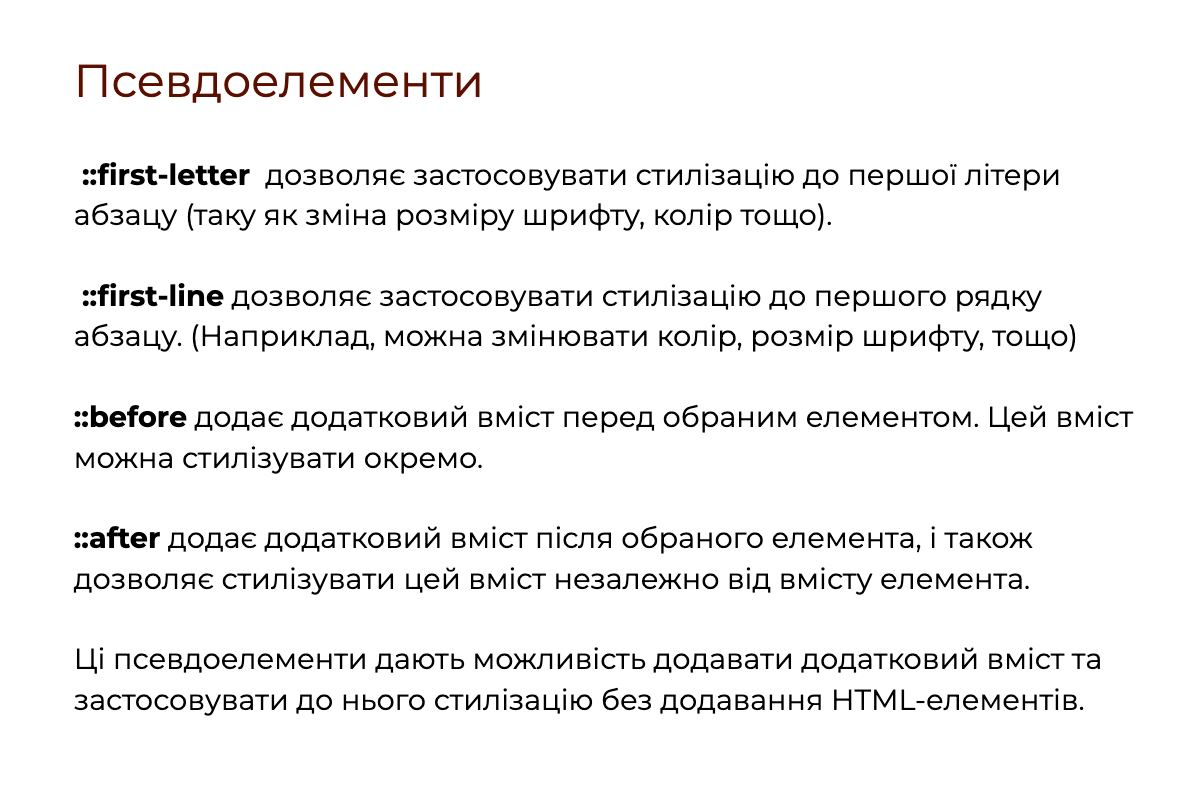 Псевдоелементи
::first-letter дозволяє застосовувати стилізацію до першої літери
абзацу (таку як зміна розміру шрифту, колір тощо).
::first-line дозволяє застосовувати стилізацію до першого рядку
абзацу. (Наприклад, можна змінювати колір, розмір шрифту, тощо)
::before додає додатковий вміст перед обраним елементом. Цей вміст
можна стилізувати окремо.
::after додає додатковий вміст після обраного елемента, і також
дозволяє стилізувати цей вміст незалежно від вмісту елемента.
Ці псевдоелементи дають можливість додавати додатковий вміст та
застосовувати до нього стилізацію без додавання HTML-елементів.